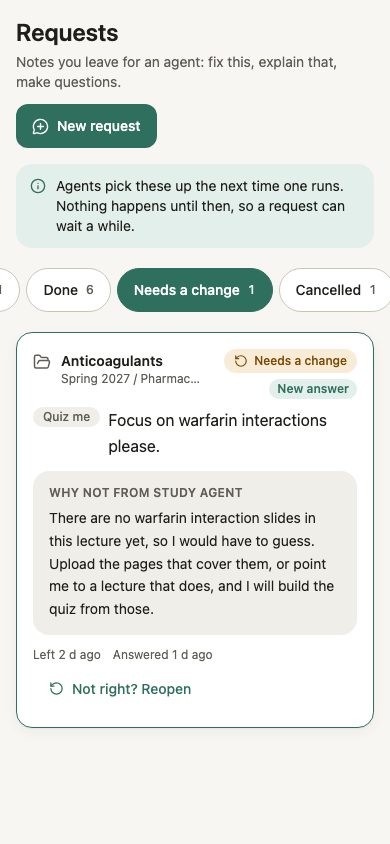 Requests
Notes you leave for an agent: fix this, explain that,
make questions.
New request
Agents pick these up the next time one runs.
Nothing happens until then, so a request can
wait a while.
Done 6
Needs a change 1
Cancelled 1
Anticoagulants
Needs a change
Spring 2027 / Pharmac...
New answer
Quiz me
Focus on warfarin interactions
please.
WHY NOT FROM STUDY AGENT
There are no warfarin interaction slides in
this lecture yet, so I would have to guess.
Upload the pages that cover them, or point
me to a lecture that does, and I will build the
quiz from those.
Left 2 d ago Answered 1 d ago
Not right? Reopen